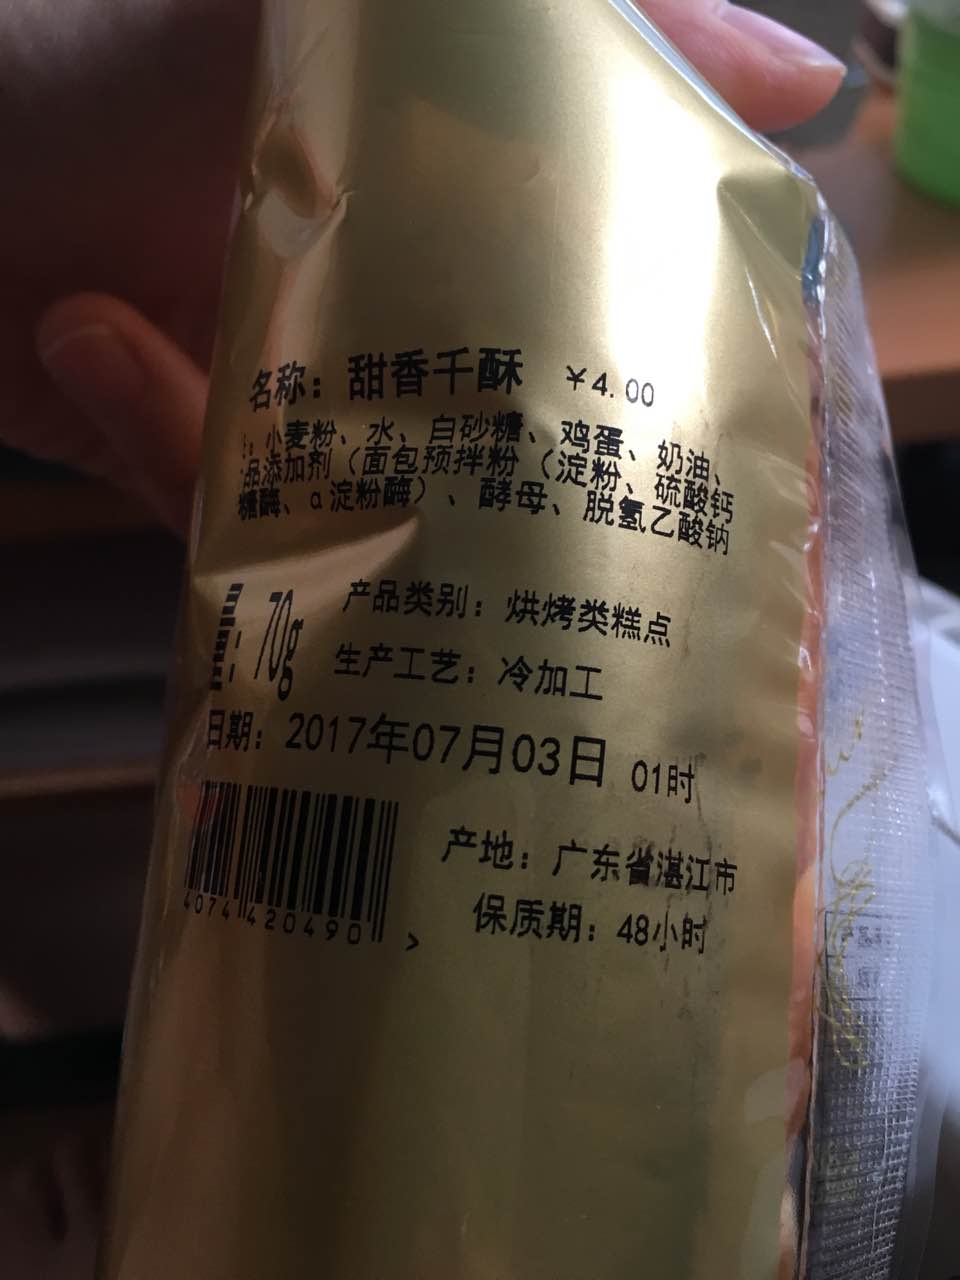 名称：甜香千酥 ￥4.00
：小麦粉、水、白砂糖、鸡蛋、奶油、
品添加剂（面包预拌粉（淀粉、硫酸钙
糖酶、α淀粉酶）、酵母、脱氢乙酸钠
：70g
产品类别：烘烤类糕点
生产工艺：冷加工
日期：2017年07月03日 01时
4074420490 >
产地：广东省湛江市
保质期：48小时